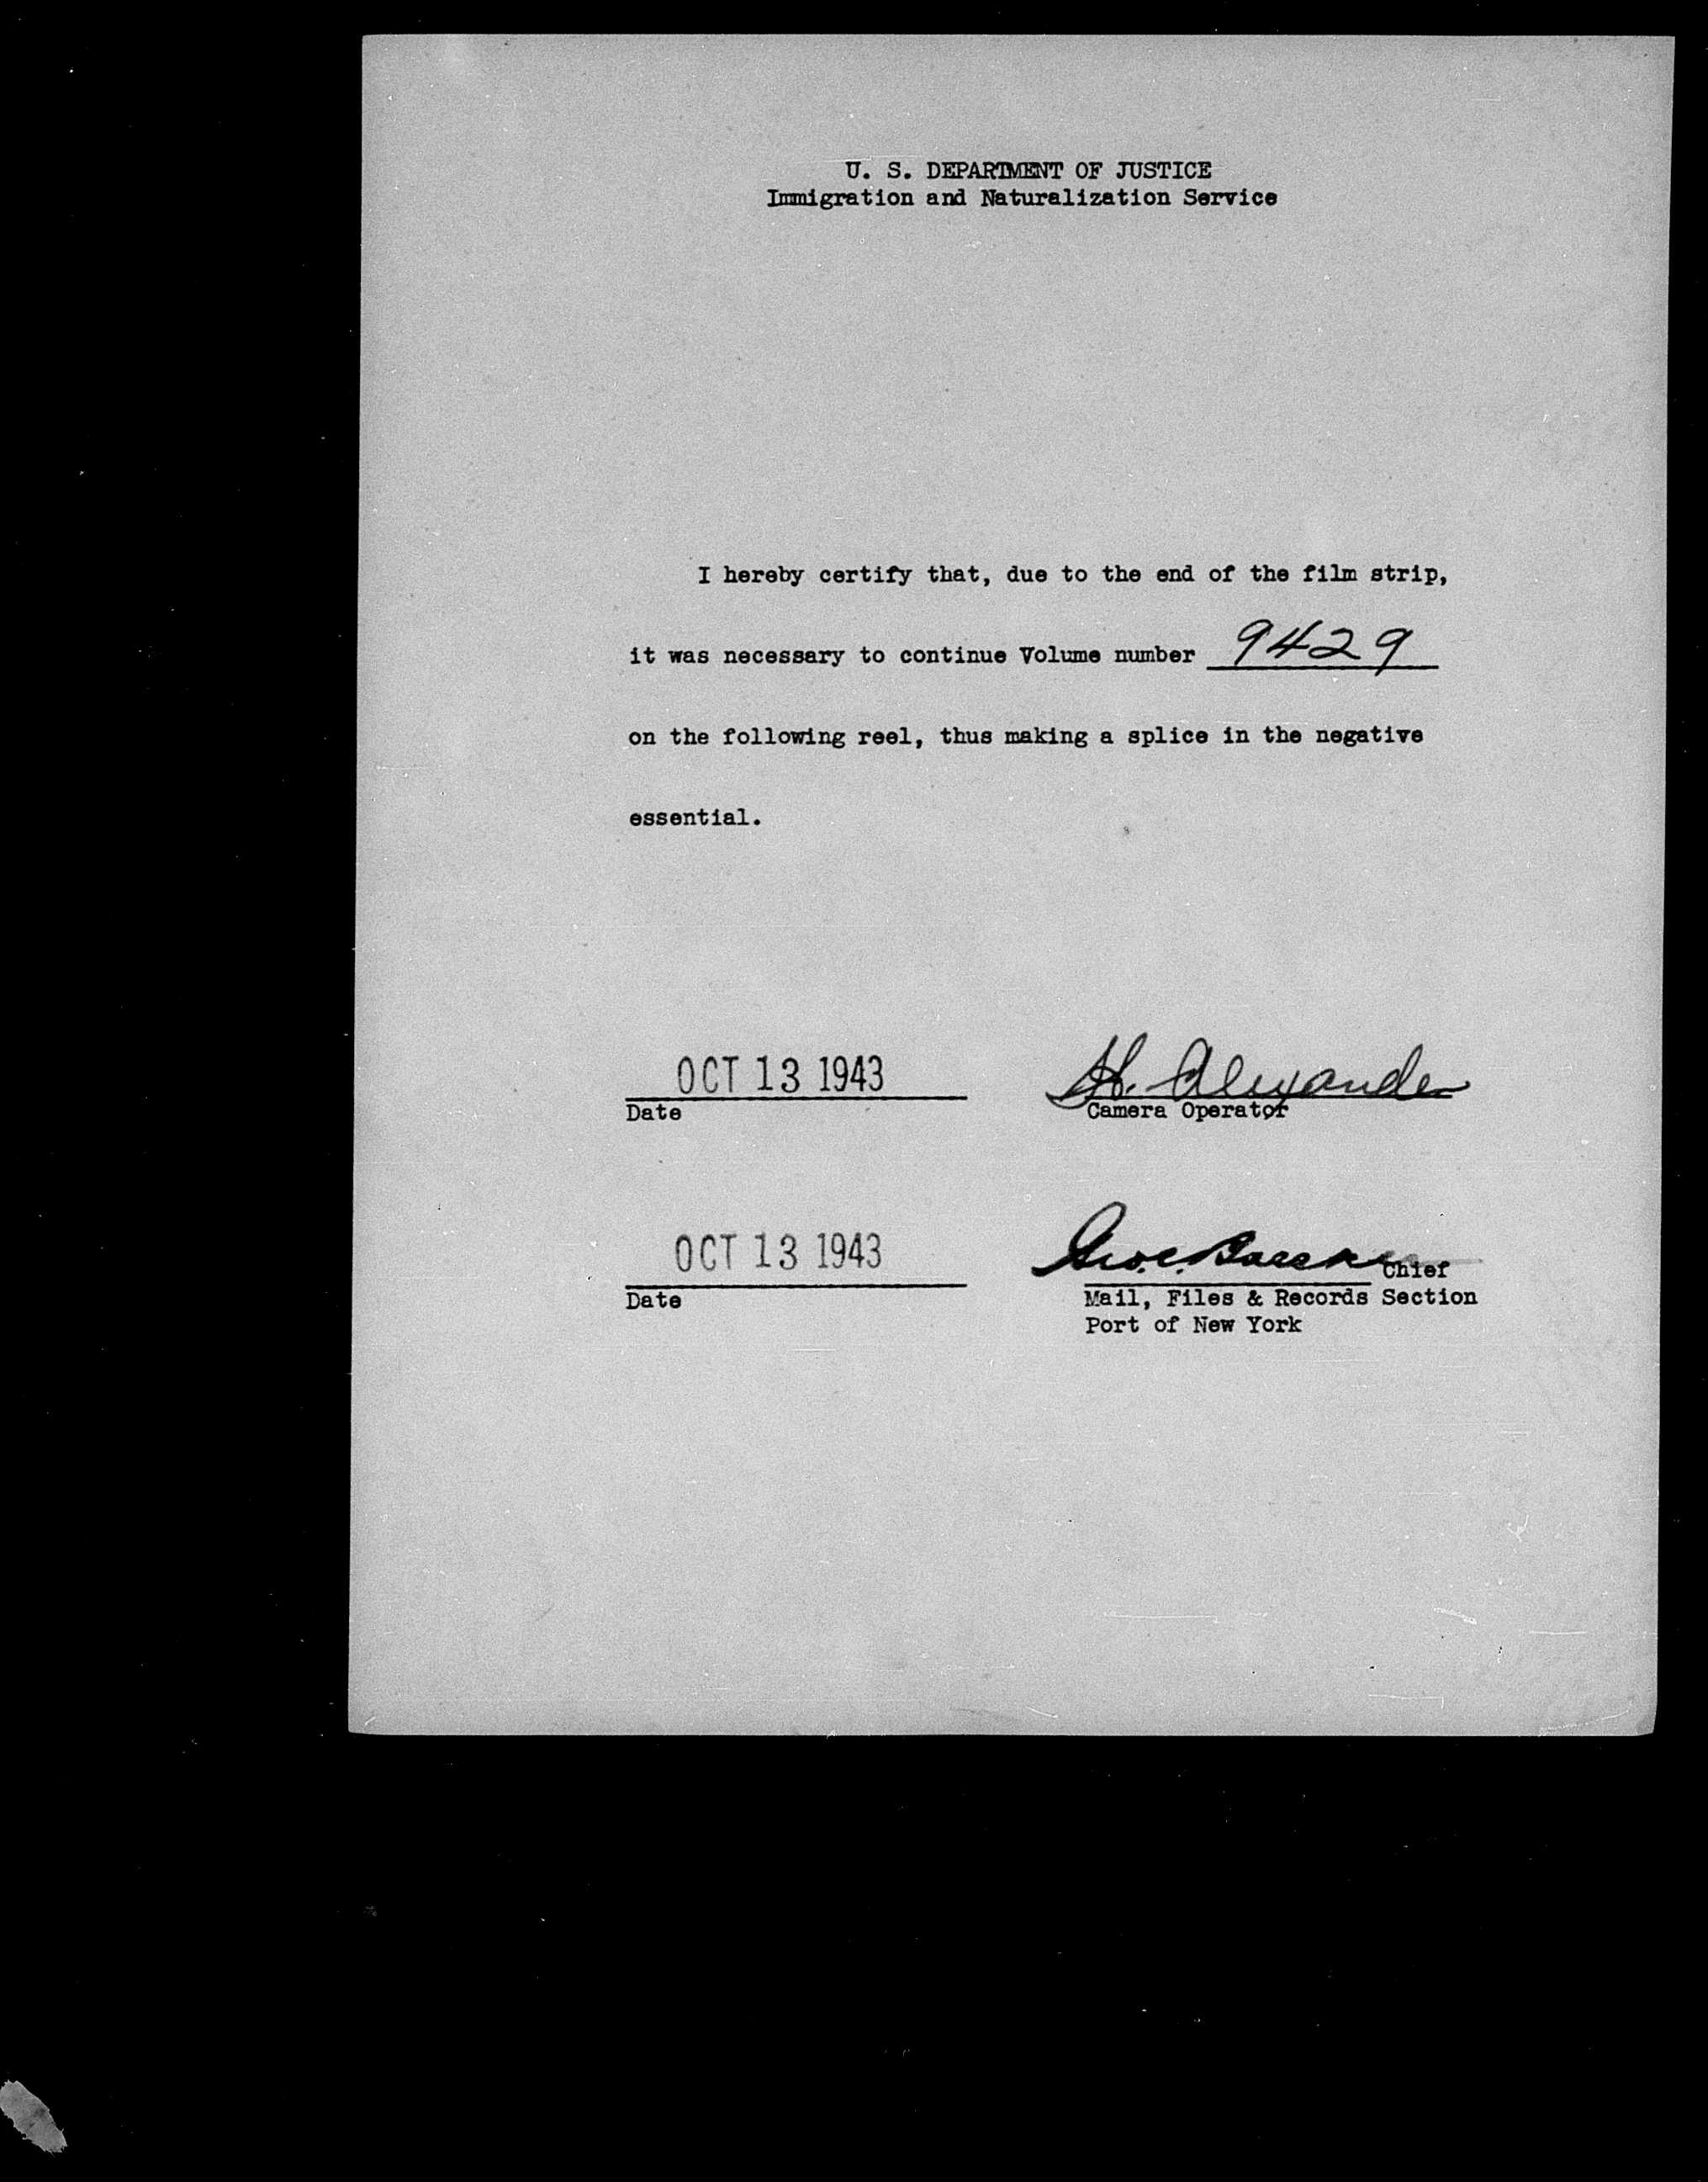 U. S. DEPARTMENT OF JUSTICE
Immigration and Naturalization Service
I hereby certify that, due to the end of the film strip,
it was necessary to continue Volume number 9429
on the following reel, thus making a splice in the negative
essential.
OCT 13 1943 H. Alexander
Date Camera Operator
OCT 13 1943 Geo. C. Chief
Date Mail, Files & Records Section
Port of New York